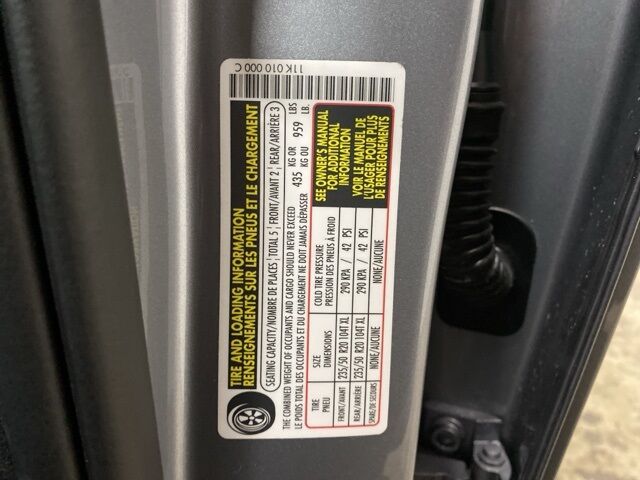 TIRE AND LOADING INFORMATION
RENSEIGNEMENTS SUR LES PNEUS ET LE CHARGEMENT
SEATING CAPACITY/NOMBRE DE PLACES TOTAL 5 FRONT/AVANT 2 REAR/ARRIÈRE 3
THE COMBINED WEIGHT OF OCCUPANTS AND CARGO SHOULD NEVER EXCEED 435 KG OR 959 LBS
LE POIDS TOTAL DES OCCUPANTS ET DU CHARGEMENT NE DOIT JAMAIS DÉPASSER KG OU LB.
TIRE SIZE COLD TIRE PRESSURE
PNEU DIMENSIONS PRESSION DES PNEUS À FROID
FRONT/AVANT 235/50 R20 104T XL 290 KPA / 42 PSI
REAR/ARRIÈRE 235/50 R20 104T XL 290 KPA / 42 PSI
SPARE/DE SECOURS NONE/AUCUNE NONE/AUCUNE
SEE OWNER'S MANUAL
FOR ADDITIONAL
INFORMATION
VOIR LE MANUEL DE
L'USAGER POUR PLUS
DE RENSEIGNEMENTS
11K 010 000 C